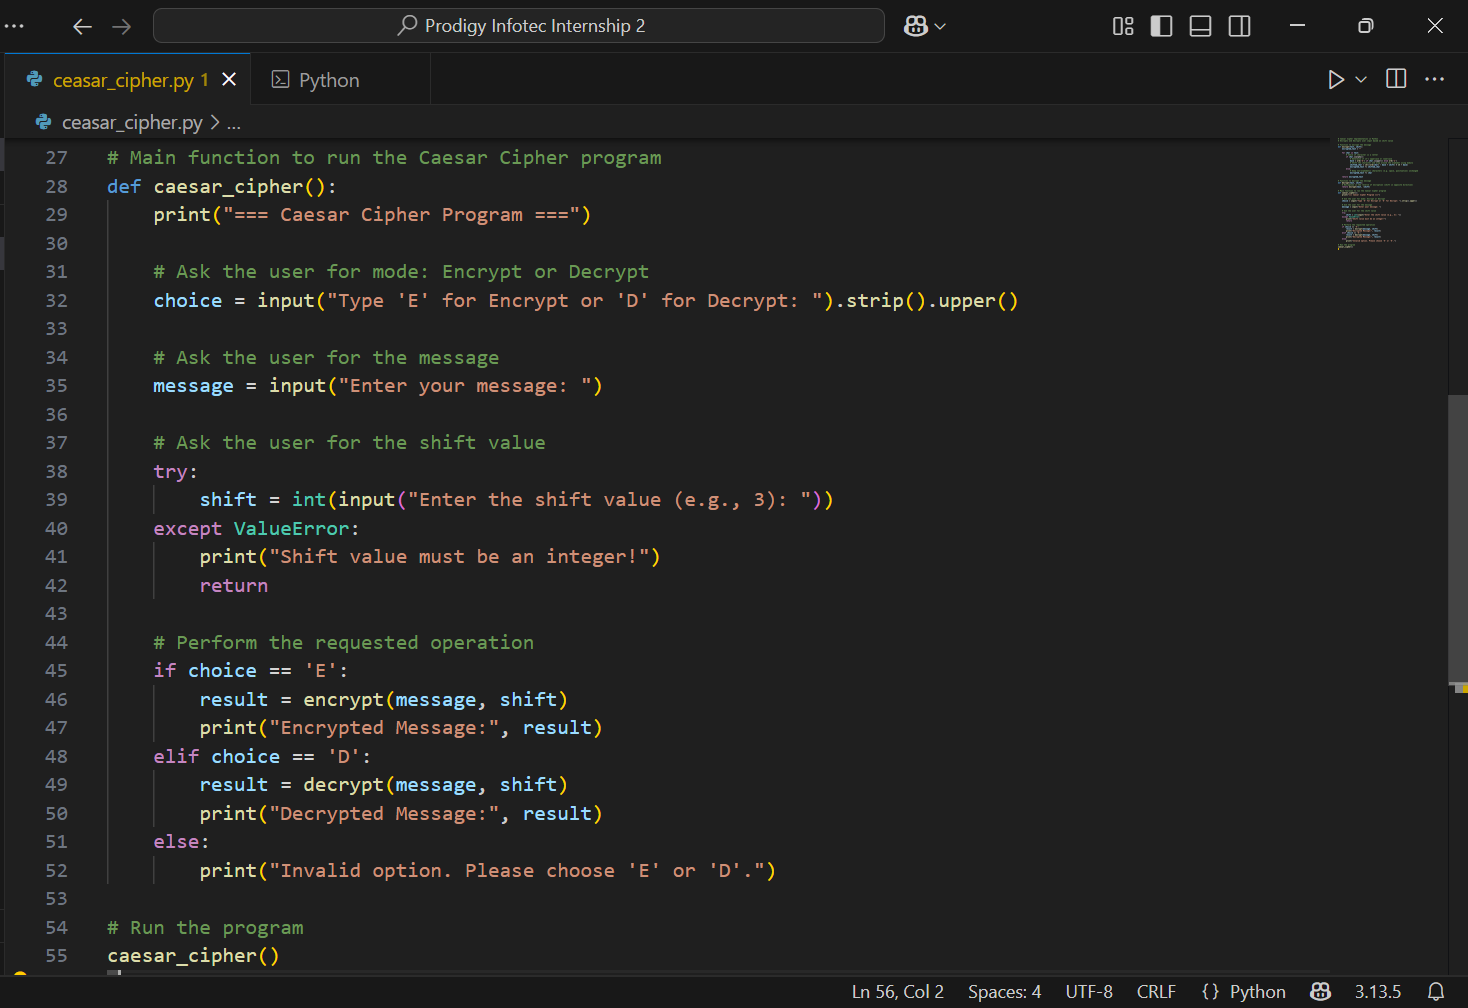 Prodigy Infotec Internship 2
ceasar_cipher.py 1
Python
ceasar_cipher.py > ...
27 # Main function to run the Caesar Cipher program
28 def caesar_cipher():
29     print("=== Caesar Cipher Program ===")
30
31     # Ask the user for mode: Encrypt or Decrypt
32     choice = input("Type 'E' for Encrypt or 'D' for Decrypt: ").strip().upper()
33
34     # Ask the user for the message
35     message = input("Enter your message: ")
36
37     # Ask the user for the shift value
38     try:
39         shift = int(input("Enter the shift value (e.g., 3): "))
40     except ValueError:
41         print("Shift value must be an integer!")
42         return
43
44     # Perform the requested operation
45     if choice == 'E':
46         result = encrypt(message, shift)
47         print("Encrypted Message:", result)
48     elif choice == 'D':
49         result = decrypt(message, shift)
50         print("Decrypted Message:", result)
51     else:
52         print("Invalid option. Please choose 'E' or 'D'.")
53
54 # Run the program
55 caesar_cipher()
Ln 56, Col 2 Spaces: 4 UTF-8 CRLF {} Python 3.13.5